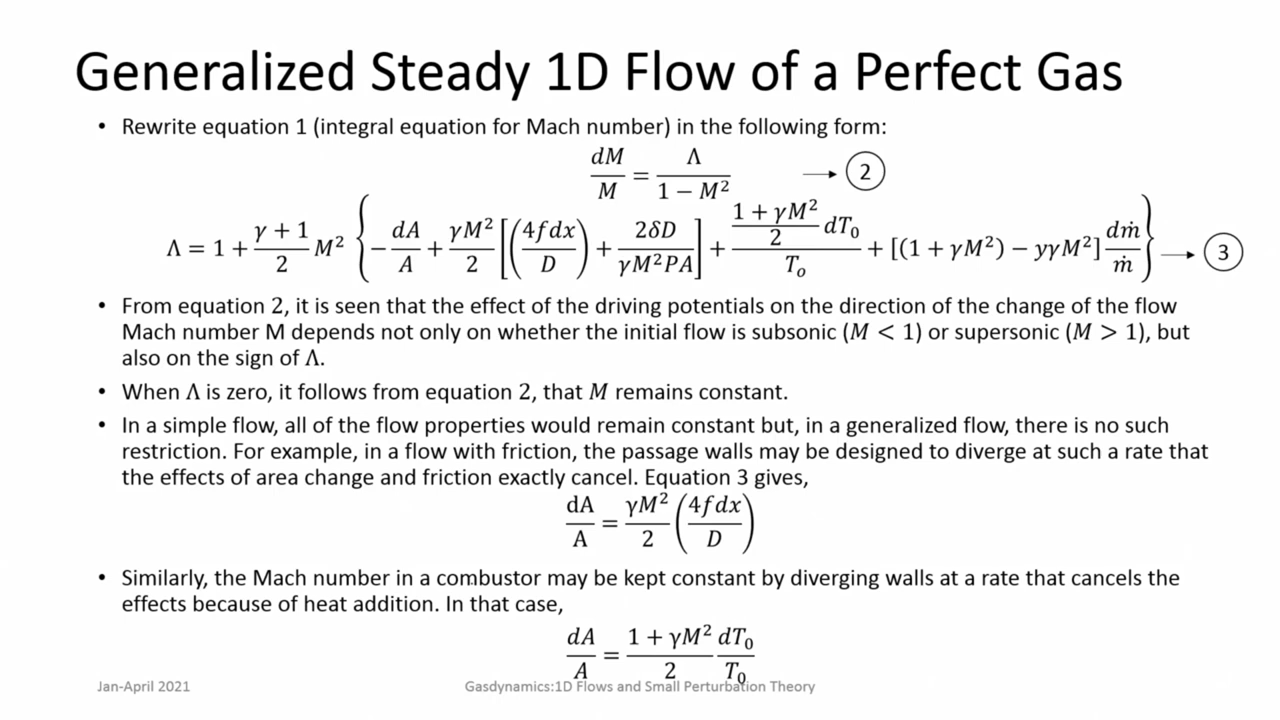 Generalized Steady 1D Flow of a Perfect Gas
• Rewrite equation 1 (integral equation for Mach number) in the following form:
dM/M = Λ/(1 − M²) → ②
Λ = 1 + (γ + 1)/2 M² { −dA/A + γM²/2 [ (4fdx/D) + 2δD/(γM²PA) ] + ((1 + γM²)/2 dT₀)/Tₒ + [(1 + γM²) − yγM²] dṁ/ṁ } → ③
• From equation 2, it is seen that the effect of the driving potentials on the direction of the change of the flow
Mach number M depends not only on whether the initial flow is subsonic (M < 1) or supersonic (M > 1), but
also on the sign of Λ.
• When Λ is zero, it follows from equation 2, that M remains constant.
• In a simple flow, all of the flow properties would remain constant but, in a generalized flow, there is no such
restriction. For example, in a flow with friction, the passage walls may be designed to diverge at such a rate that
the effects of area change and friction exactly cancel. Equation 3 gives,
dA/A = γM²/2 (4fdx/D)
• Similarly, the Mach number in a combustor may be kept constant by diverging walls at a rate that cancels the
effects because of heat addition. In that case,
dA/A = (1 + γM²)/2 dT₀/T₀
Jan-April 2021
Gasdynamics:1D Flows and Small Perturbation Theory